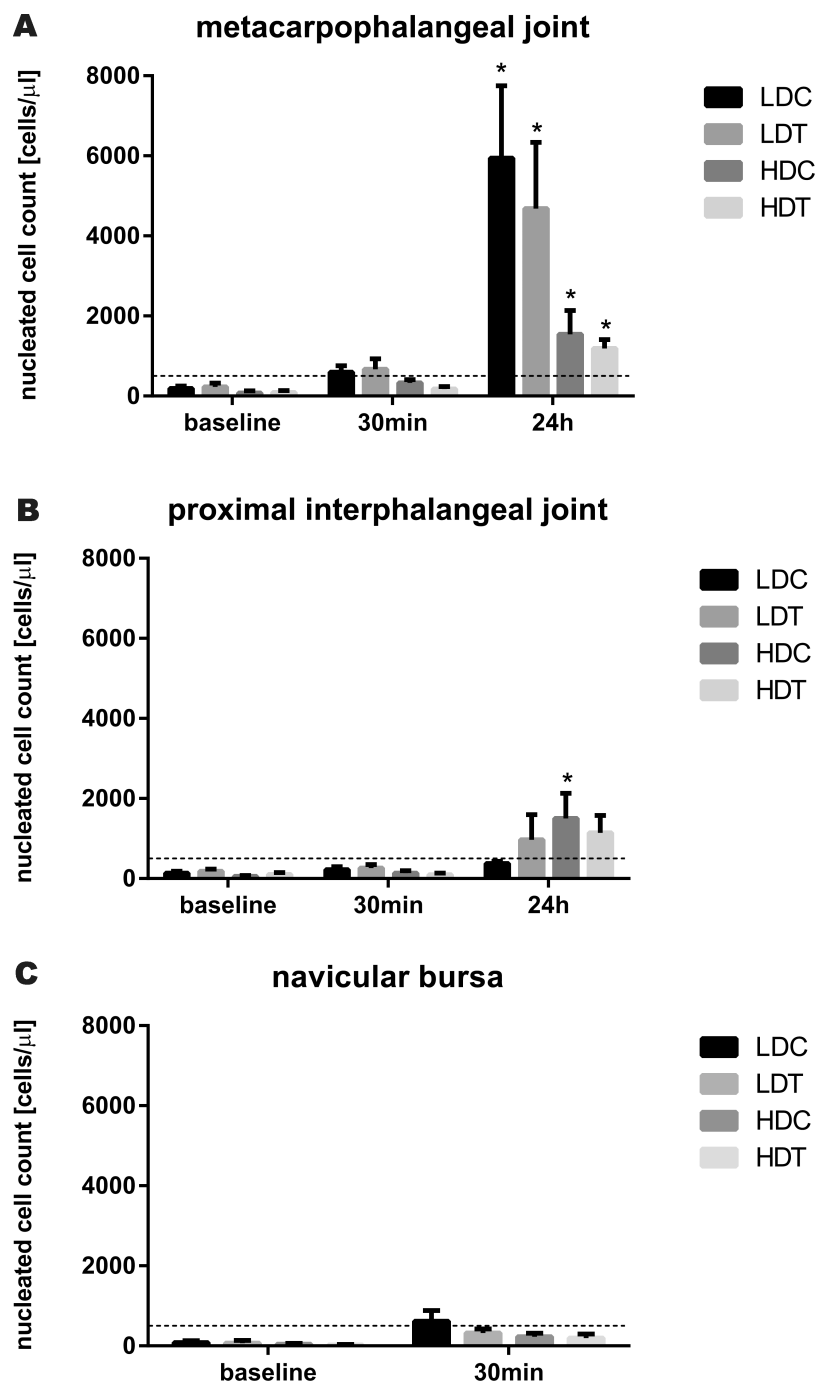 A
metacarpophalangeal joint
nucleated cell count [cells/µl]
8000
6000
4000
2000
0
* * * *
baseline 30min 24h
LDC
LDT
HDC
HDT
B
proximal interphalangeal joint
nucleated cell count [cells/µl]
8000
6000
4000
2000
0
*
baseline 30min 24h
LDC
LDT
HDC
HDT
C
navicular bursa
nucleated cell count [cells/µl]
8000
6000
4000
2000
0
baseline 30min
LDC
LDT
HDC
HDT